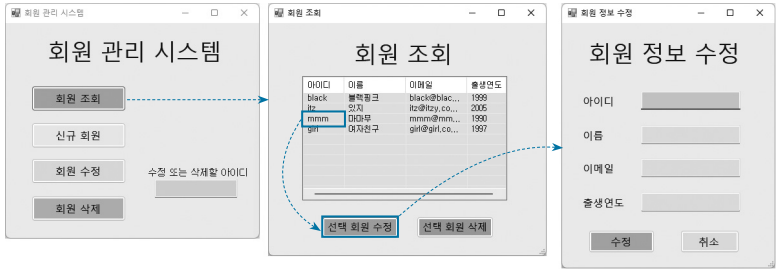 회원 관리 시스템
회원 관리 시스템
회원 조회
신규 회원
회원 수정
수정 또는 삭제할 아이디
회원 삭제
회원 조회
회원 조회
아이디 이름 이메일 출생연도
black 블랙핑크 black@blac... 1999
itz 있지 itz@itzy.co... 2005
mmm 마마무 mmm@mm... 1990
girl 여자친구 girl@girl.co... 1997
선택 회원 수정 선택 회원 삭제
회원 정보 수정
회원 정보 수정
아이디
이름
이메일
출생연도
수정 취소